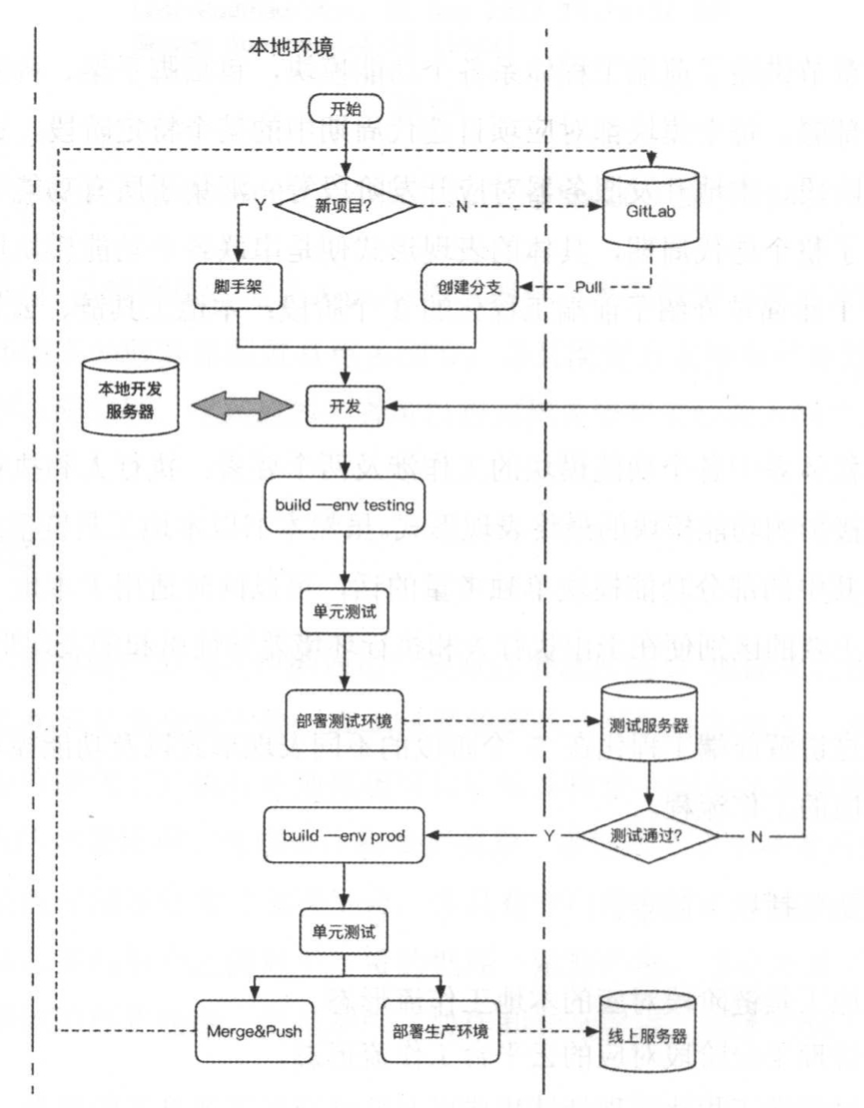 本地环境
开始
Y
新项目?
N
GitLab
脚手架
创建分支
Pull
本地开发
服务器
开发
build —env testing
单元测试
部署测试环境
测试服务器
build —env prod
Y
测试通过?
N
单元测试
Merge&Push
部署生产环境
线上服务器